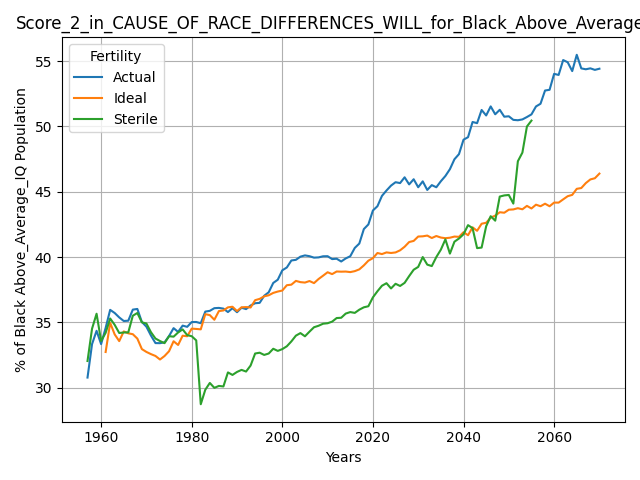 Score_2_in_CAUSE_OF_RACE_DIFFERENCES_WILL_for_Black_Above_Average
Fertility
Actual
Ideal
Sterile
% of Black Above_Average_IQ Population
55
50
45
40
35
30
1960 1980 2000 2020 2040 2060
Years